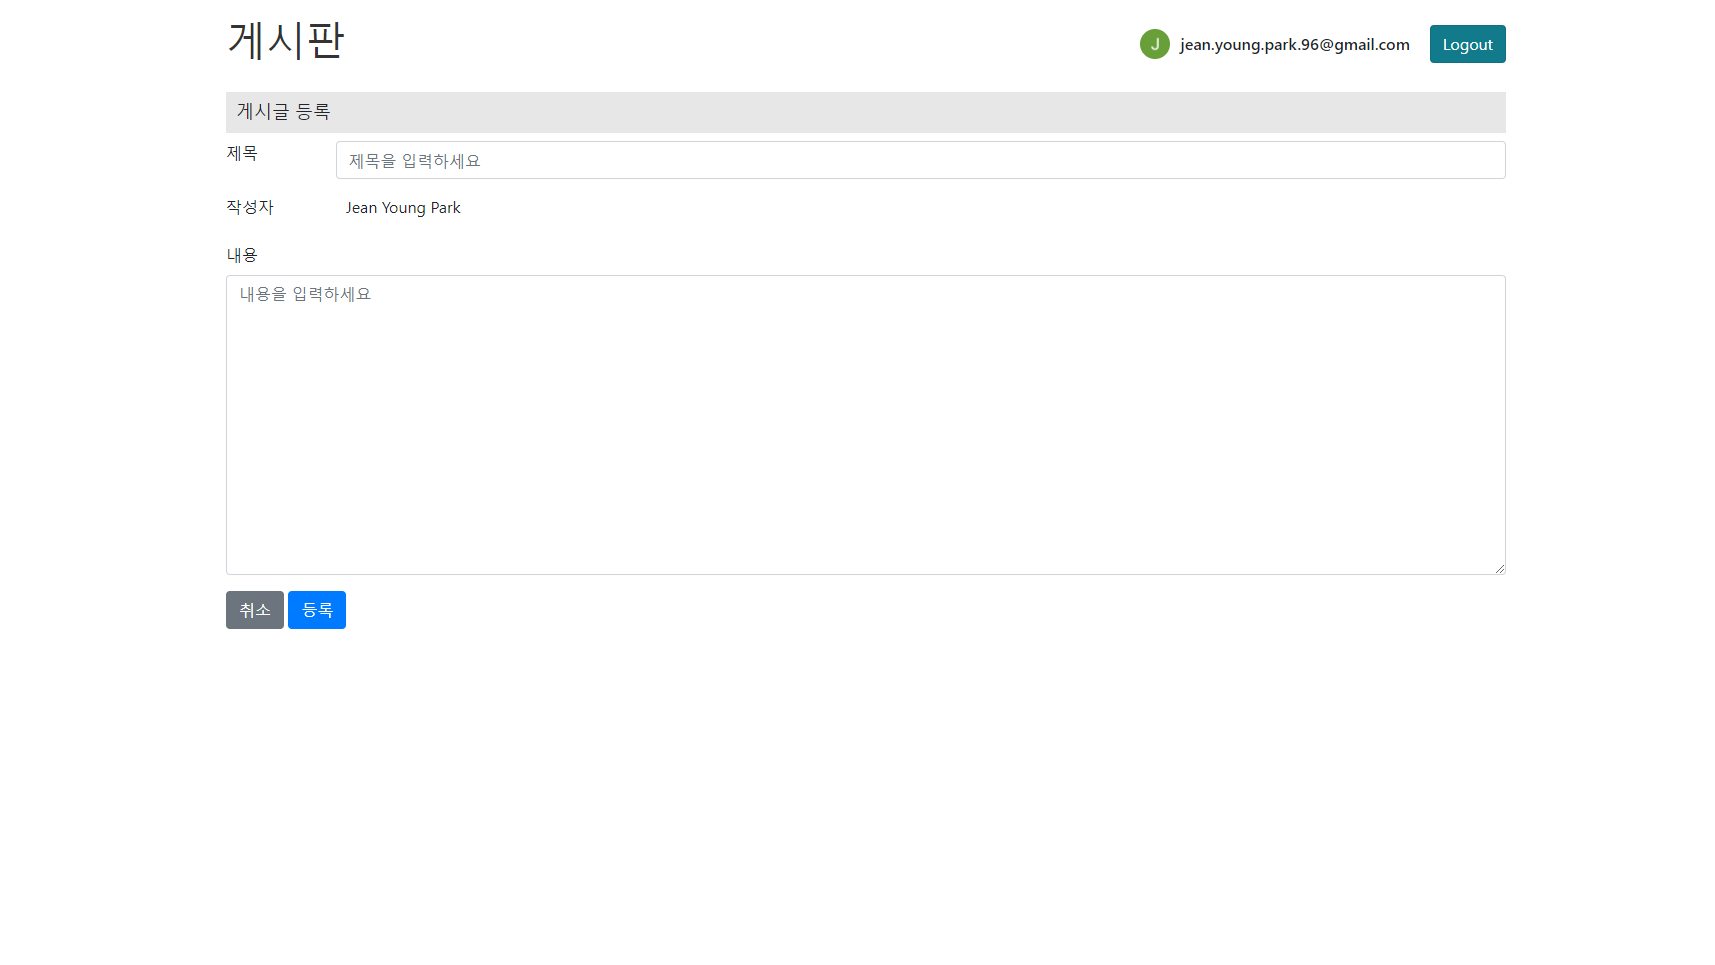 게시판
J jean.young.park.96@gmail.com Logout
게시글 등록
제목 제목을 입력하세요
작성자 Jean Young Park
내용
내용을 입력하세요
취소 등록